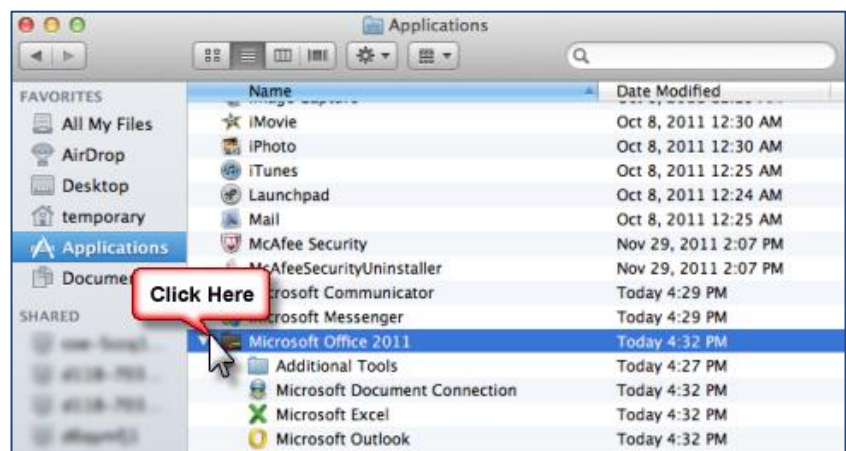 Applications
FAVORITES
All My Files
AirDrop
Desktop
temporary
Applications
Docume
SHARED
Name Date Modified
iMovie Oct 8, 2011 12:30 AM
iPhoto Oct 8, 2011 12:30 AM
iTunes Oct 8, 2011 12:25 AM
Launchpad Oct 8, 2011 12:24 AM
Mail Oct 8, 2011 12:25 AM
McAfee Security Nov 29, 2011 2:07 PM
McAfeeSecurityUninstaller Nov 29, 2011 2:07 PM
Click Here
crosoft Communicator Today 4:29 PM
icrosoft Messenger Today 4:29 PM
Microsoft Office 2011 Today 4:32 PM
Additional Tools Today 4:27 PM
Microsoft Document Connection Today 4:32 PM
Microsoft Excel Today 4:32 PM
Microsoft Outlook Today 4:32 PM